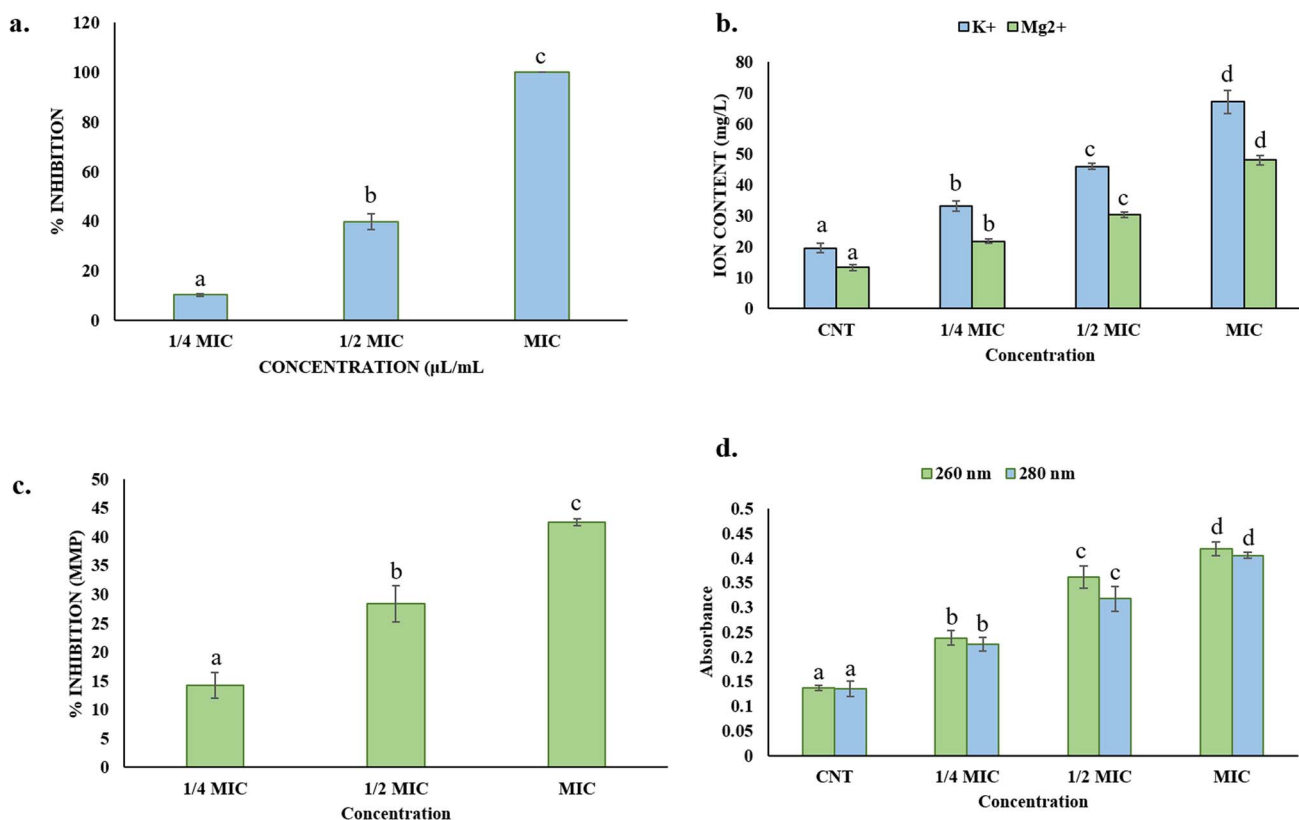 a.
% INHIBITION
120
100
80
60
40
20
0
a
b
c
1/4 MIC 1/2 MIC MIC
CONCENTRATION (µL/mL
b.
K+ Mg2+
ION CONTENT (mg/L)
80
70
60
50
40
30
20
10
0
a a b b c c d d
CNT 1/4 MIC 1/2 MIC MIC
Concentration
c.
% INHIBITION (MMP)
50
45
40
35
30
25
20
15
10
5
0
a
b
c
1/4 MIC 1/2 MIC MIC
Concentration
d.
260 nm 280 nm
Absorbance
0.5
0.45
0.4
0.35
0.3
0.25
0.2
0.15
0.1
0.05
0
a a b b c c d d
CNT 1/4 MIC 1/2 MIC MIC
Concentration